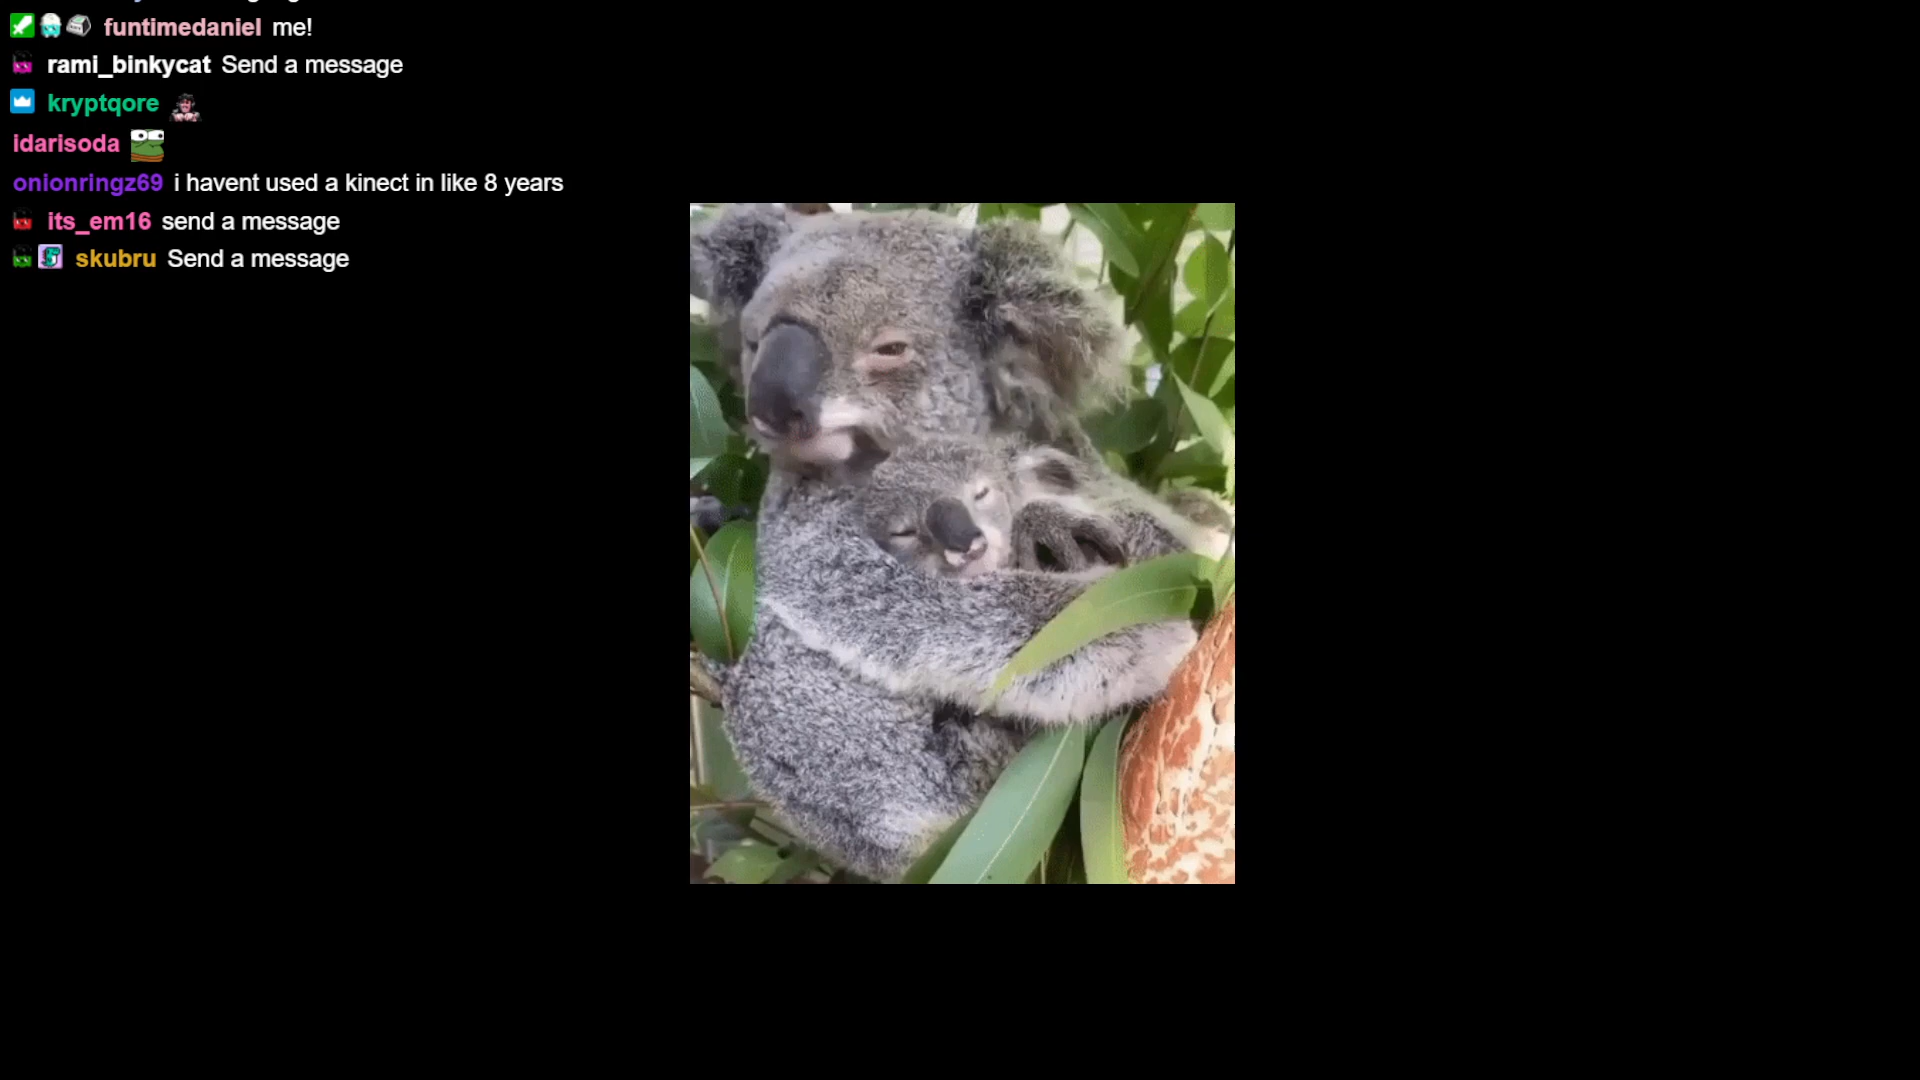 funtimedaniel me!
rami_binkycat Send a message
kryptqore
idarisoda
onionringz69 i havent used a kinect in like 8 years
its_em16 send a message
skubru Send a message